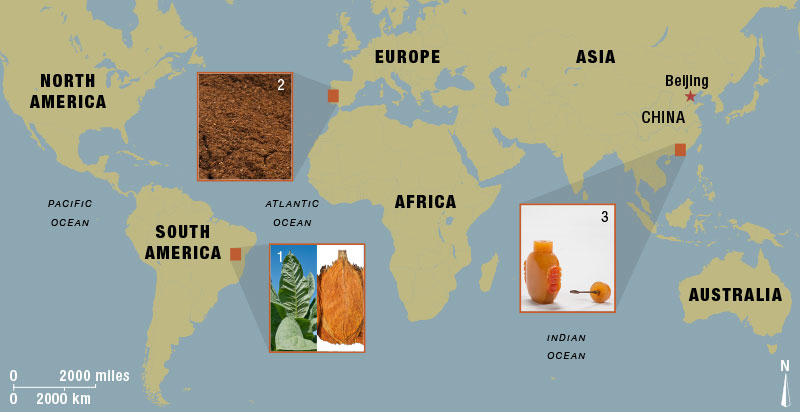 EUROPE
ASIA
NORTH
AMERICA
2
Beijing
CHINA
PACIFIC
OCEAN
ATLANTIC
OCEAN
AFRICA
3
SOUTH
AMERICA
1
AUSTRALIA
INDIAN
OCEAN
0 2000 miles
0 2000 km
N